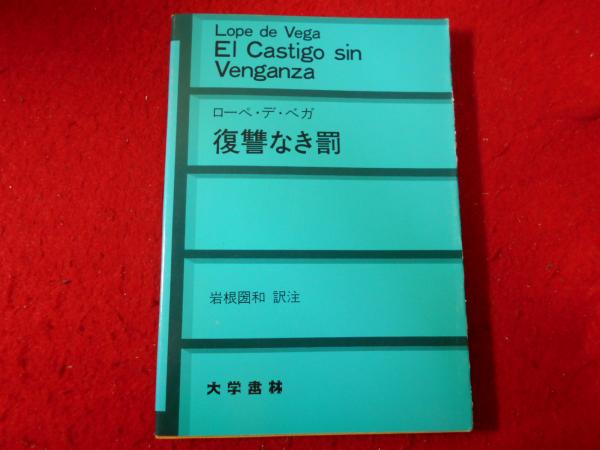 Lope de Vega
El Castigo sin
Venganza
ローペ・デ・ベガ
復讐なき罰
岩根圀和 訳注
大学書林